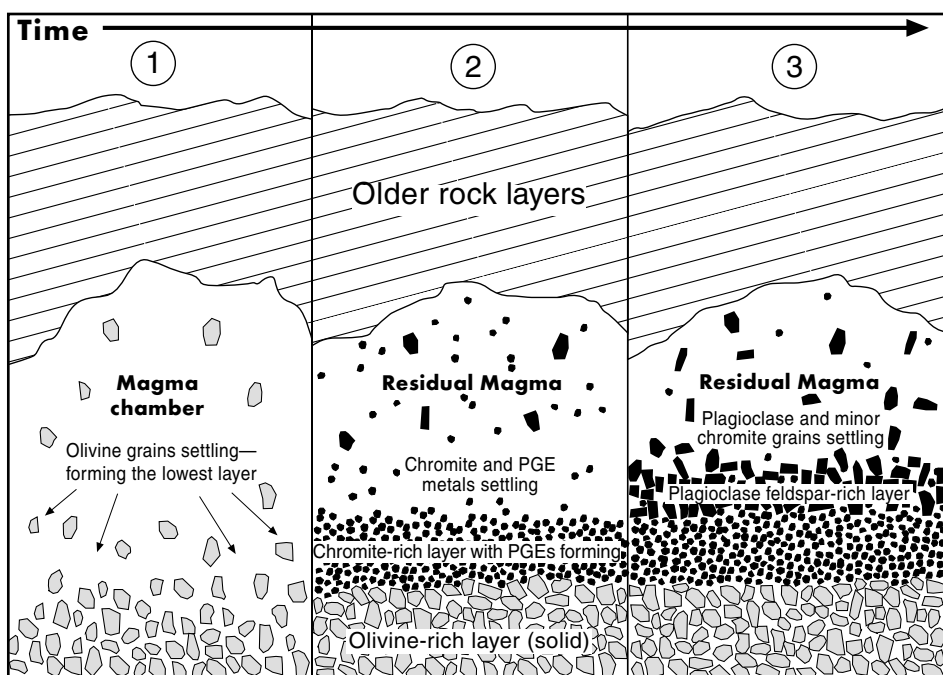 Time
1
2
3
Older rock layers
Magma
chamber
Olivine grains settling—
forming the lowest layer
Residual Magma
Chromite and PGE
metals settling
Chromite-rich layer with PGEs forming
Olivine-rich layer (solid)
Residual Magma
Plagioclase and minor
chromite grains settling
Plagioclase feldspar-rich layer